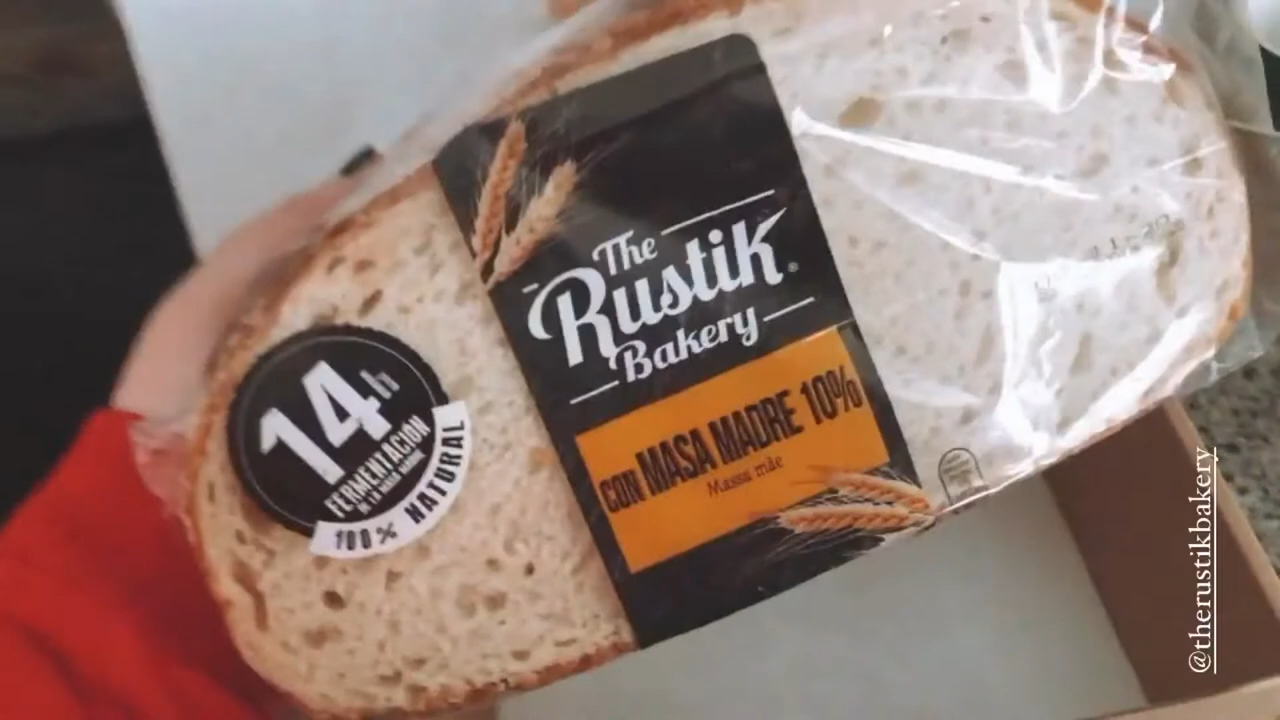 The
Rustik
Bakery
CON MASA MADRE 10%
Massa mãe
14h
FERMENTACIÓN
DE LA MASA MADRE
100% NATURAL
@therustikbakery